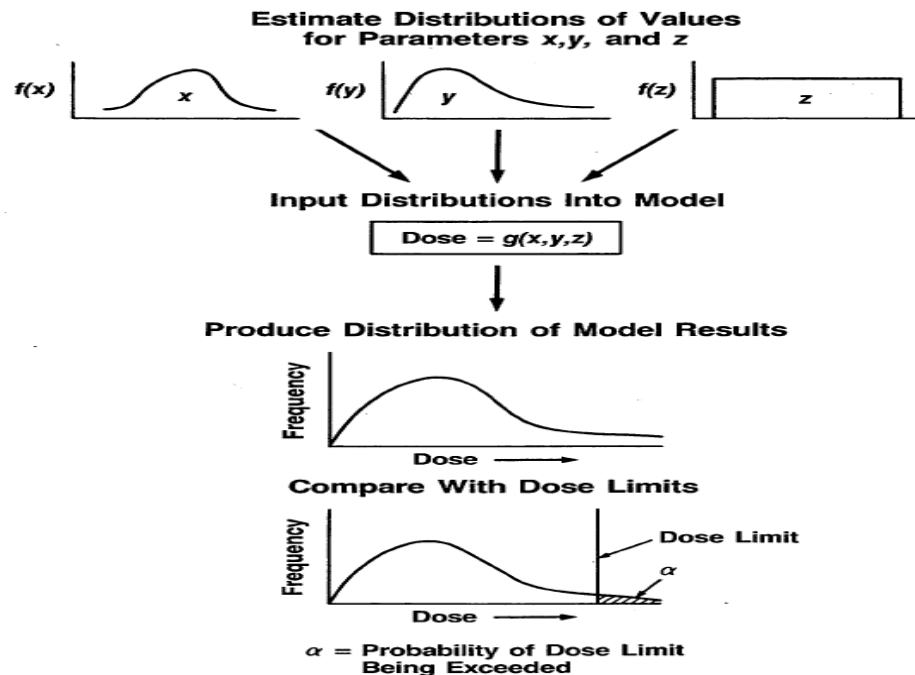 Estimate Distributions of Values
for Parameters x,y, and z
f(x)
x
f(y)
y
f(z)
z
Input Distributions Into Model
Dose = g(x,y,z)
Produce Distribution of Model Results
Frequency
Dose
Compare With Dose Limits
Frequency
Dose Limit
α
Dose
α = Probability of Dose Limit
Being Exceeded